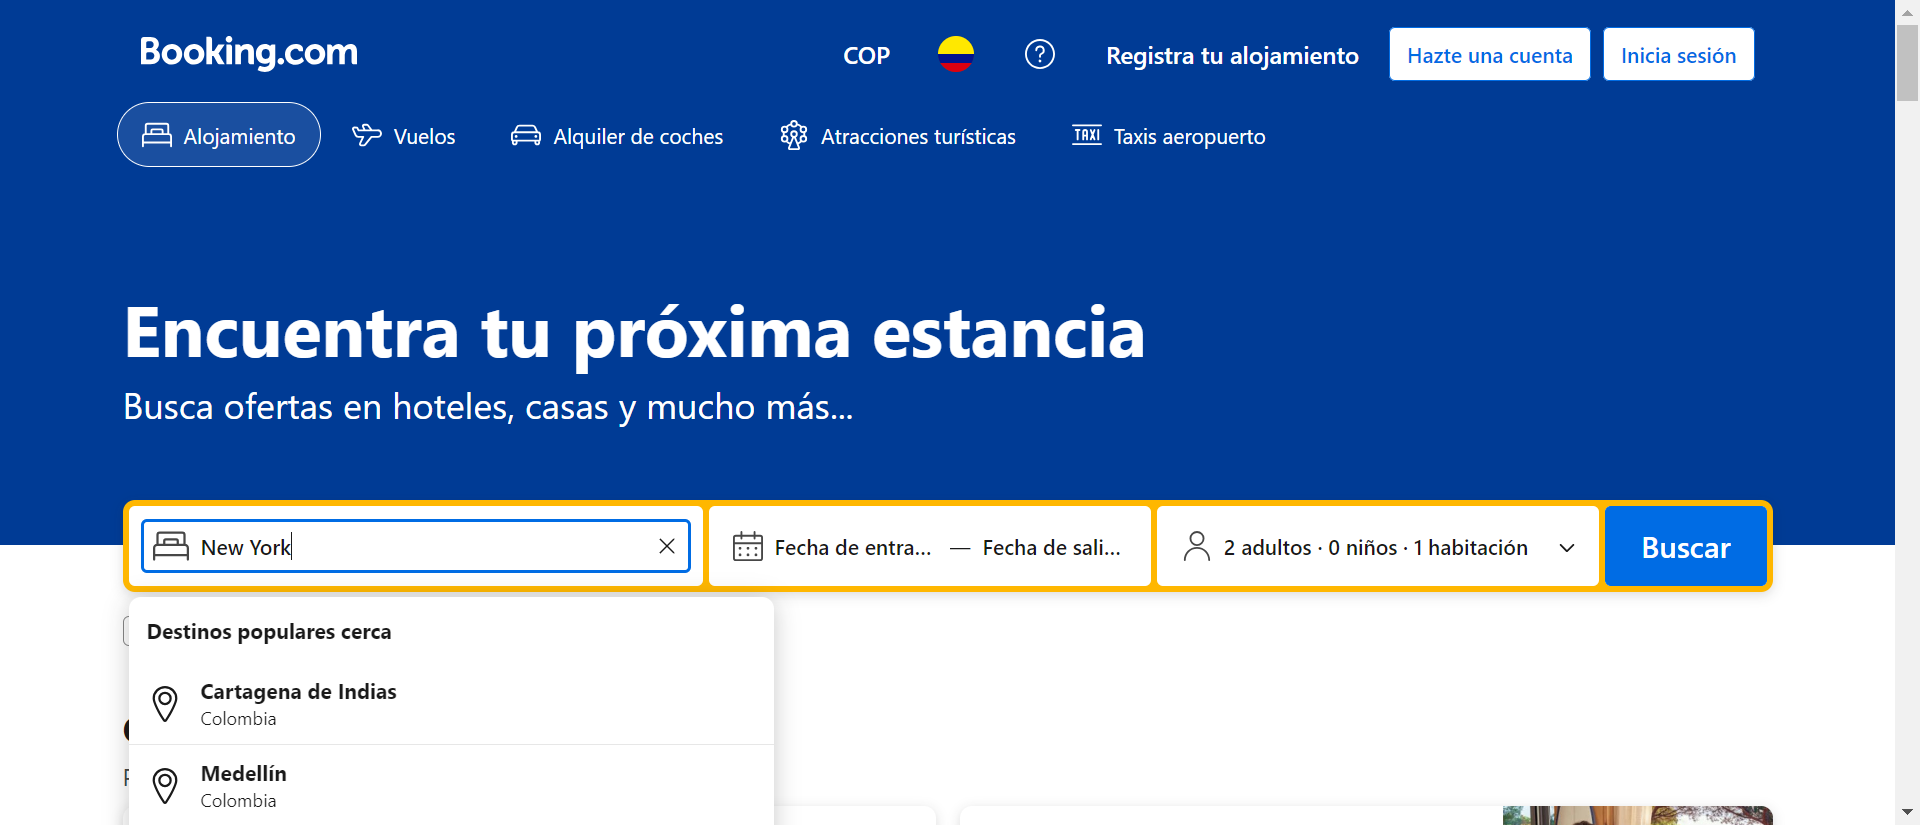 Booking.com
COP
Registra tu alojamiento
Hazte una cuenta
Inicia sesión
Alojamiento
Vuelos
Alquiler de coches
Atracciones turísticas
TAXI
Taxis aeropuerto
Encuentra tu próxima estancia
Busca ofertas en hoteles, casas y mucho más...
New York
Fecha de entra... — Fecha de sali...
2 adultos · 0 niños · 1 habitación
Buscar
Destinos populares cerca
Cartagena de Indias
Colombia
Medellín
Colombia